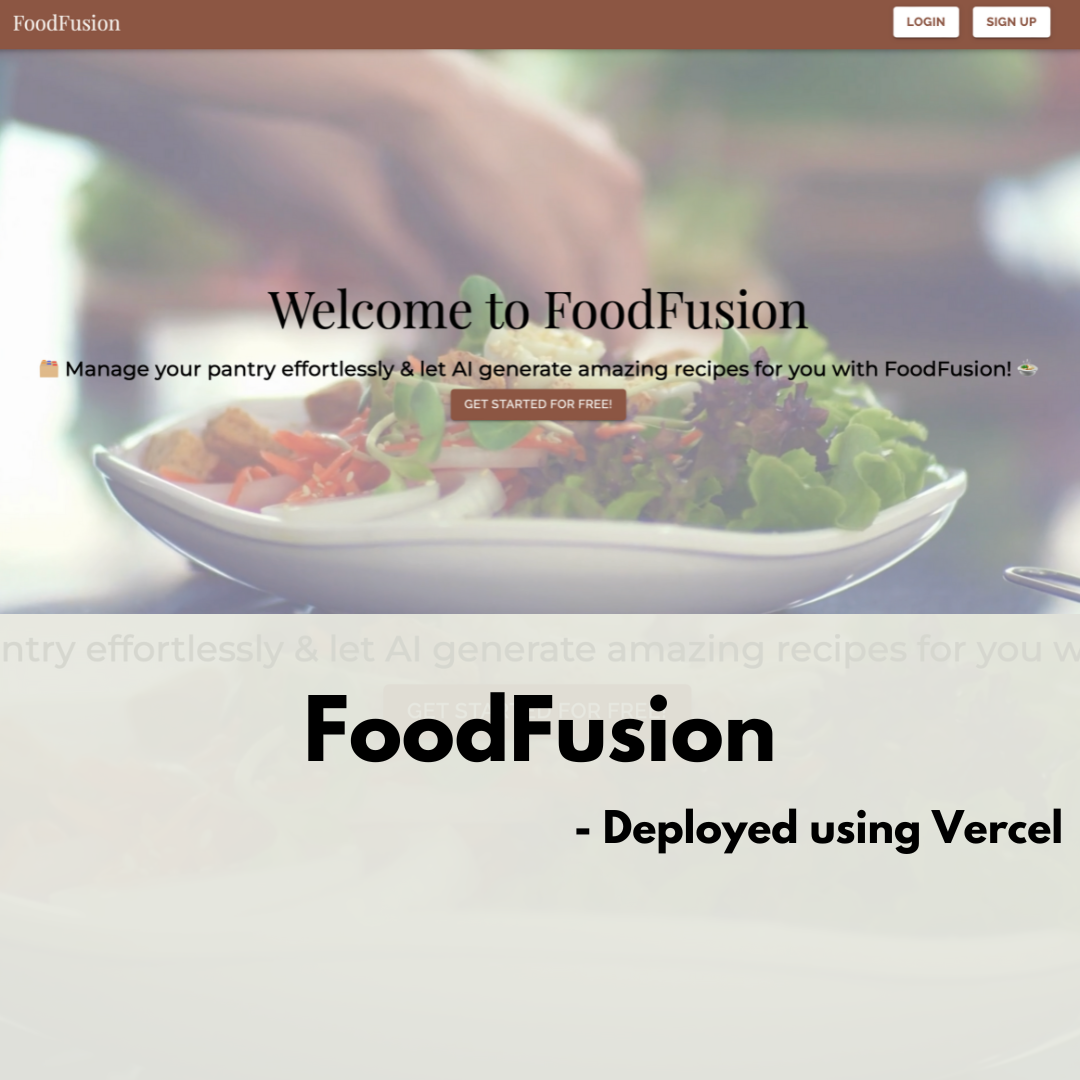 FoodFusion
LOGIN
SIGN UP
Welcome to FoodFusion
Manage your pantry effortlessly & let AI generate amazing recipes for you with FoodFusion!
GET STARTED FOR FREE!
ntry effortlessly & let AI generate amazing recipes for you w
GET STARTED FOR FREE
FoodFusion
- Deployed using Vercel